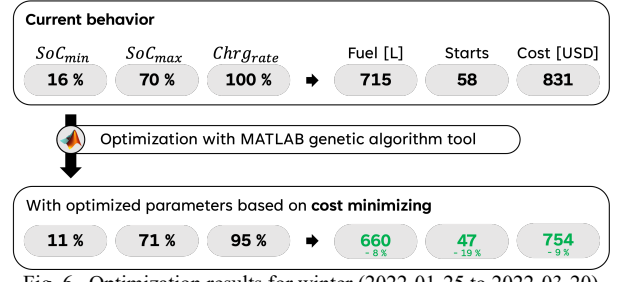 Current behavior
SoC_min SoC_max Chrg_rate Fuel [L] Starts Cost [USD]
16 % 70 % 100 % 715 58 831
Optimization with MATLAB genetic algorithm tool
With optimized parameters based on cost minimizing
11 % 71 % 95 % 660 47 754
- 8 % - 19 % - 9 %
Fig. 6. Optimization results for winter (2022-01-25 to 2022-03-20)